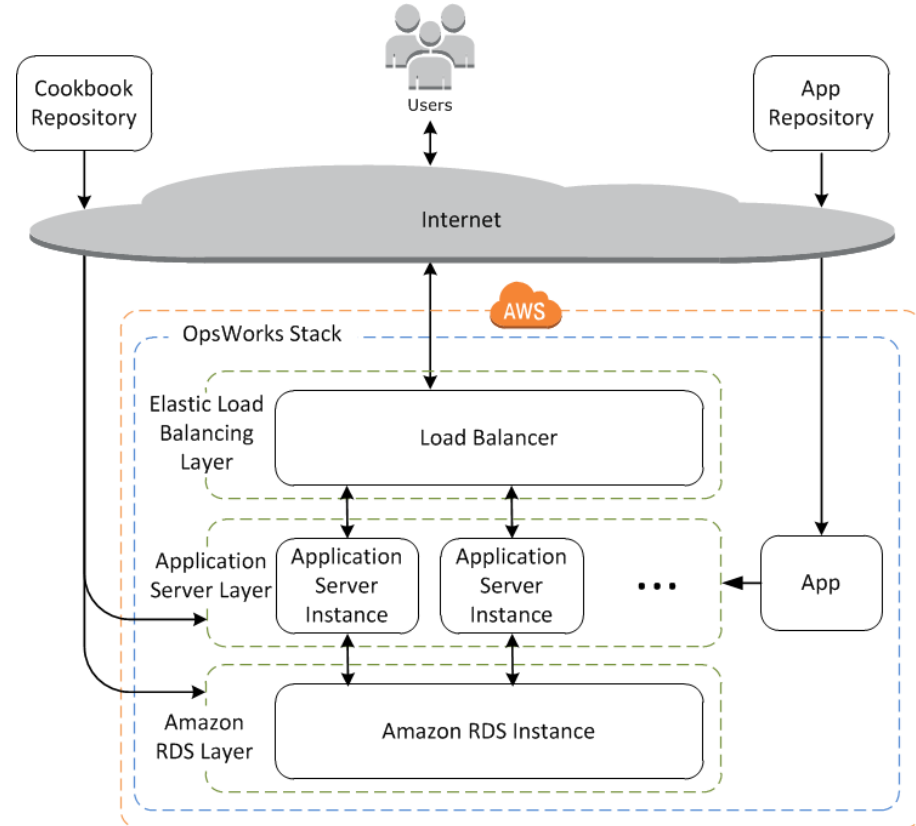 Users
Cookbook
Repository
App
Repository
Internet
AWS
OpsWorks Stack
Elastic Load
Balancing
Layer
Load Balancer
Application
Server Layer
Application
Server
Instance
Application
Server
Instance
...
App
Amazon
RDS Layer
Amazon RDS Instance